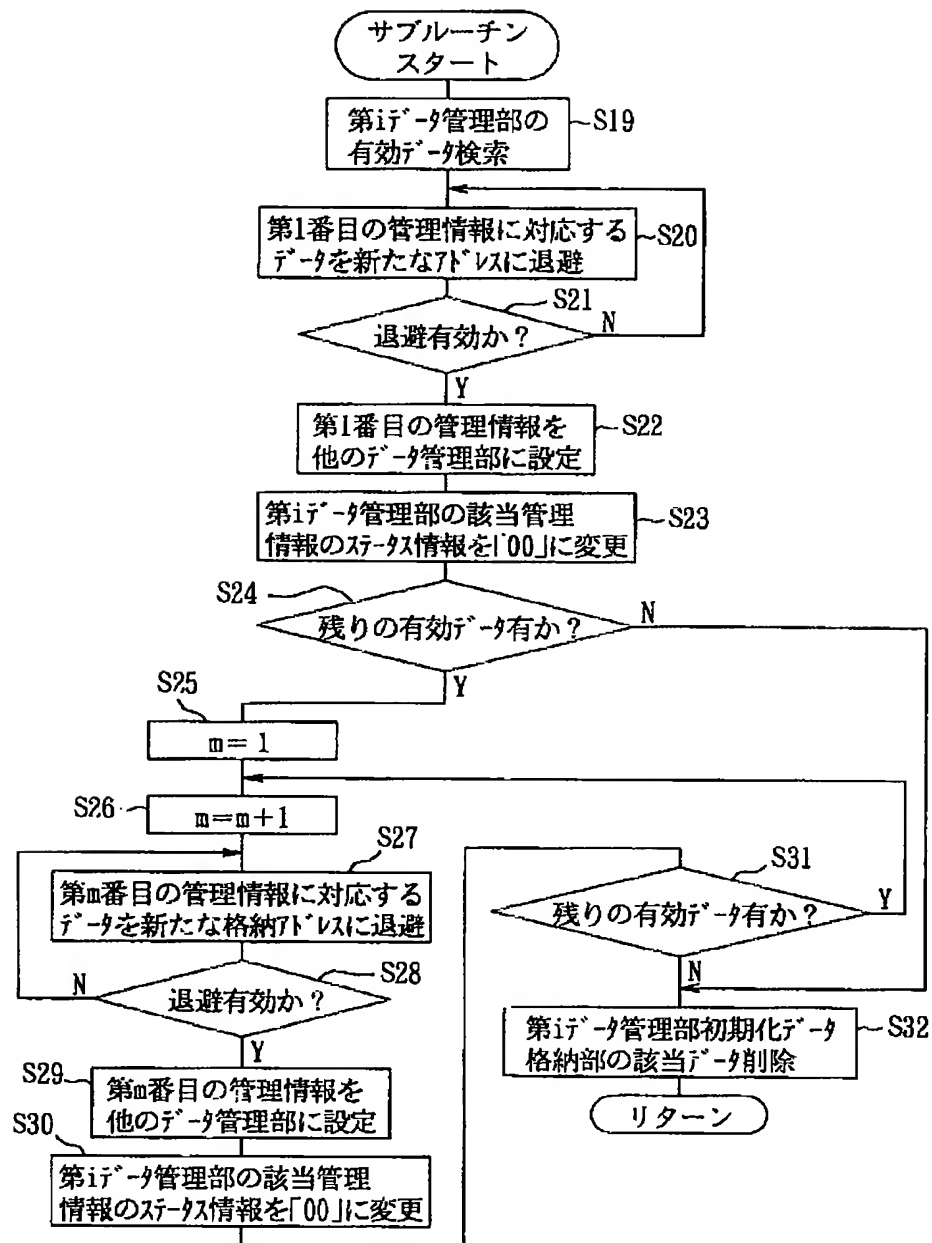 サブルーチン
スタート
第iﾃﾞｰﾀ管理部の
有効ﾃﾞｰﾀ検索
S19
第1番目の管理情報に対応する
ﾃﾞｰﾀを新たなｱﾄﾞﾚｽに退避
S20
S21
退避有効か？
N
Y
第1番目の管理情報を
他のﾃﾞｰﾀ管理部に設定
S22
第iﾃﾞｰﾀ管理部の該当管理
情報のｽﾃｰﾀｽ情報を「00」に変更
S23
S24
残りの有効ﾃﾞｰﾀ有か？
N
Y
S25
m＝1
S26
m=m+1
S27
第m番目の管理情報に対応する
ﾃﾞｰﾀを新たな格納ｱﾄﾞﾚｽに退避
S28
退避有効か？
N
Y
S29
第m番目の管理情報を
他のﾃﾞｰﾀ管理部に設定
S30
第iﾃﾞｰﾀ管理部の該当管理
情報のｽﾃｰﾀｽ情報を「00」に変更
S31
残りの有効ﾃﾞｰﾀ有か？
Y
N
第iﾃﾞｰﾀ管理部初期化ﾃﾞｰﾀ
格納部の該当ﾃﾞｰﾀ削除
S32
リターン